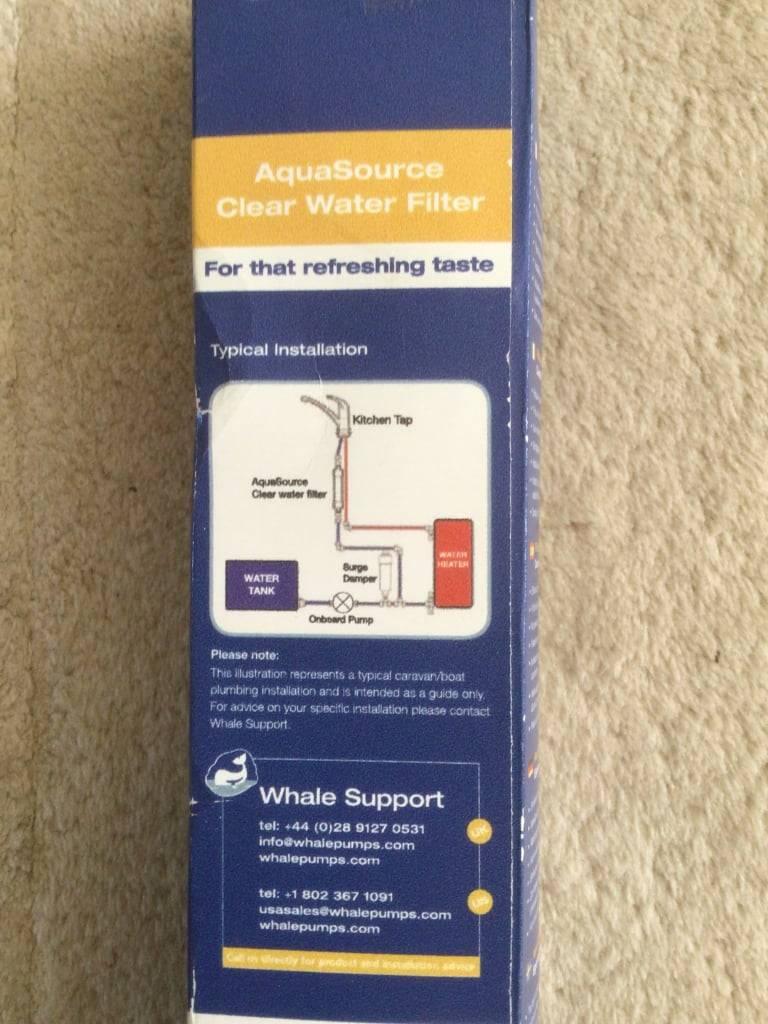 AquaSource
Clear Water Filter
For that refreshing taste
Typical Installation
Kitchen Tap
AquaSource
Clear water filter
WATER
HEATER
Surge
Damper
WATER
TANK
Onboard Pump
Please note:
This illustration represents a typical caravan/boat
plumbing installation and is intended as a guide only.
For advice on your specific installation please contact
Whale Support.
Whale Support
tel: +44 (0)28 9127 0531
UK
info@whalepumps.com
whalepumps.com
tel: +1 802 367 1091
US
usasales@whalepumps.com
whalepumps.com
Call us directly for product and installation advice